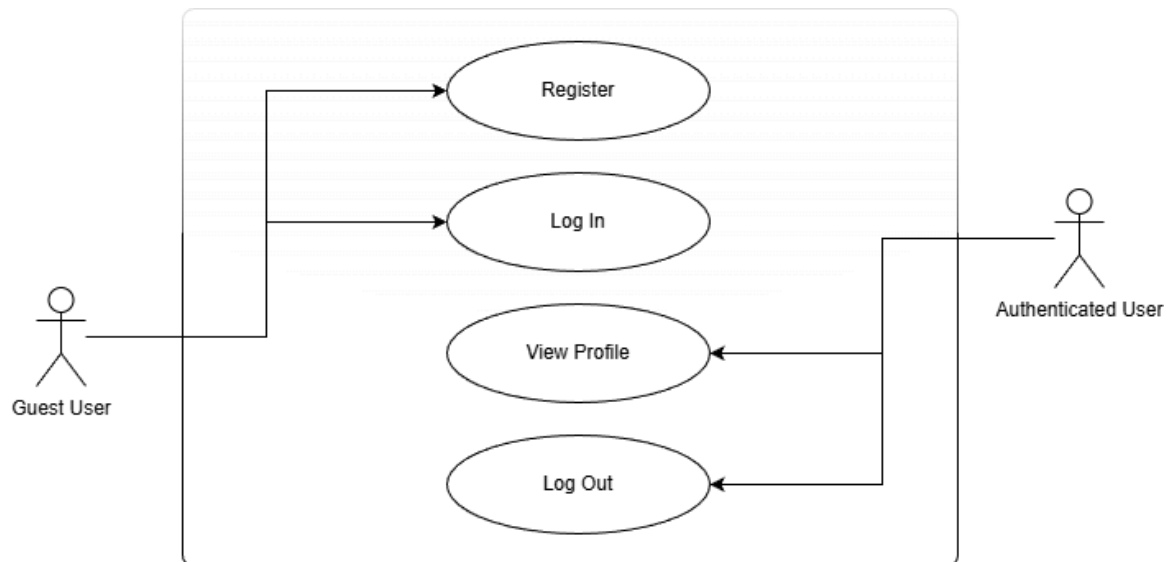 Register
Log In
View Profile
Log Out
Guest User
Authenticated User